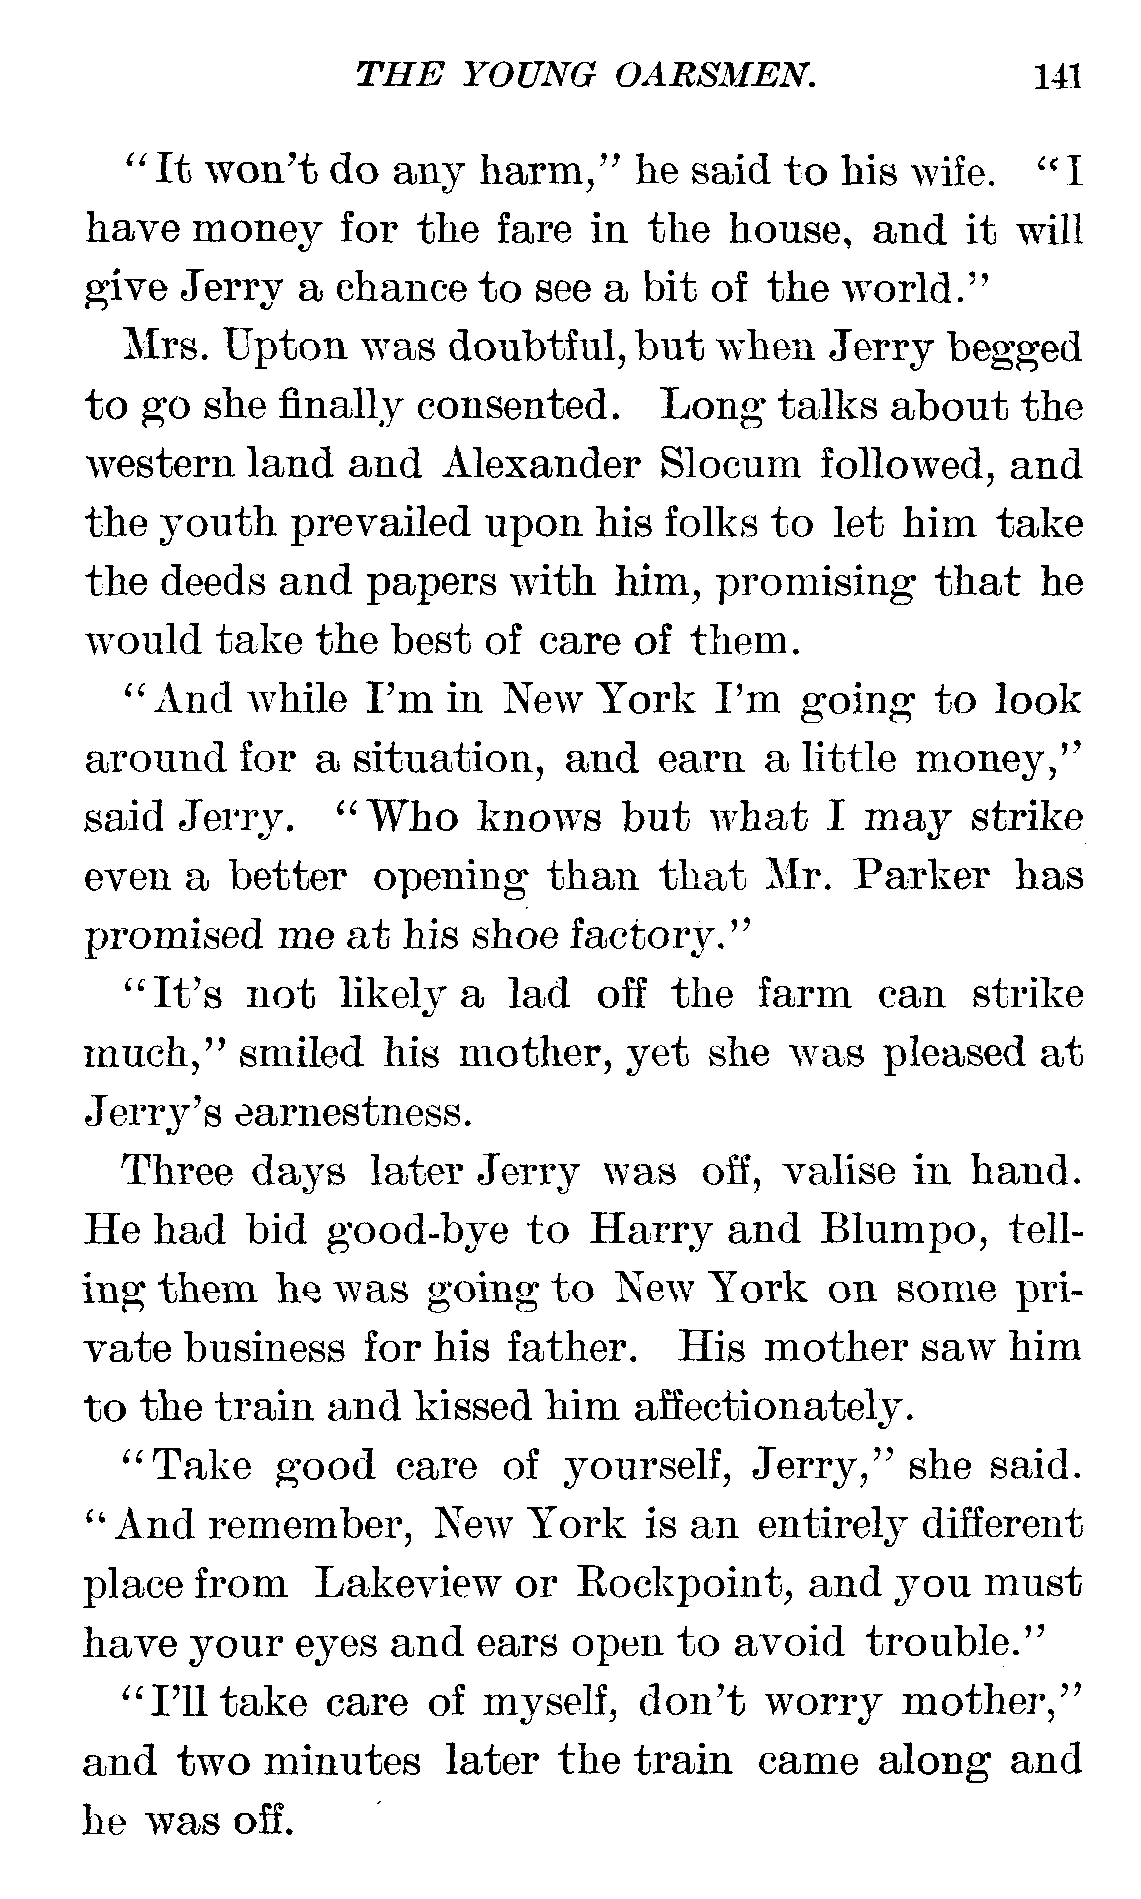 THE YOUNG OARSMEN. 141
"It won't do any harm," he said to his wife. "I
have money for the fare in the house, and it will
give Jerry a chance to see a bit of the world."
Mrs. Upton was doubtful, but when Jerry begged
to go she finally consented. Long talks about the
western land and Alexander Slocum followed, and
the youth prevailed upon his folks to let him take
the deeds and papers with him, promising that he
would take the best of care of them.
"And while I'm in New York I'm going to look
around for a situation, and earn a little money,"
said Jerry. "Who knows but what I may strike
even a better opening than that Mr. Parker has
promised me at his shoe factory."
"It's not likely a lad off the farm can strike
much," smiled his mother, yet she was pleased at
Jerry's earnestness.
Three days later Jerry was off, valise in hand.
He had bid good-bye to Harry and Blumpo, tell-
ing them he was going to New York on some pri-
vate business for his father. His mother saw him
to the train and kissed him affectionately.
"Take good care of yourself, Jerry," she said.
"And remember, New York is an entirely different
place from Lakeview or Rockpoint, and you must
have your eyes and ears open to avoid trouble."
"I'll take care of myself, don't worry mother,"
and two minutes later the train came along and
he was off.